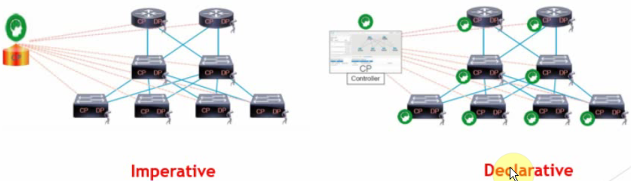 CP DP CP DP
CP DP CP DP
CP
Controller
CP DP CP DP CP DP CP DP
CP DP CP DP CP DP CP DP
Imperative
Declarative